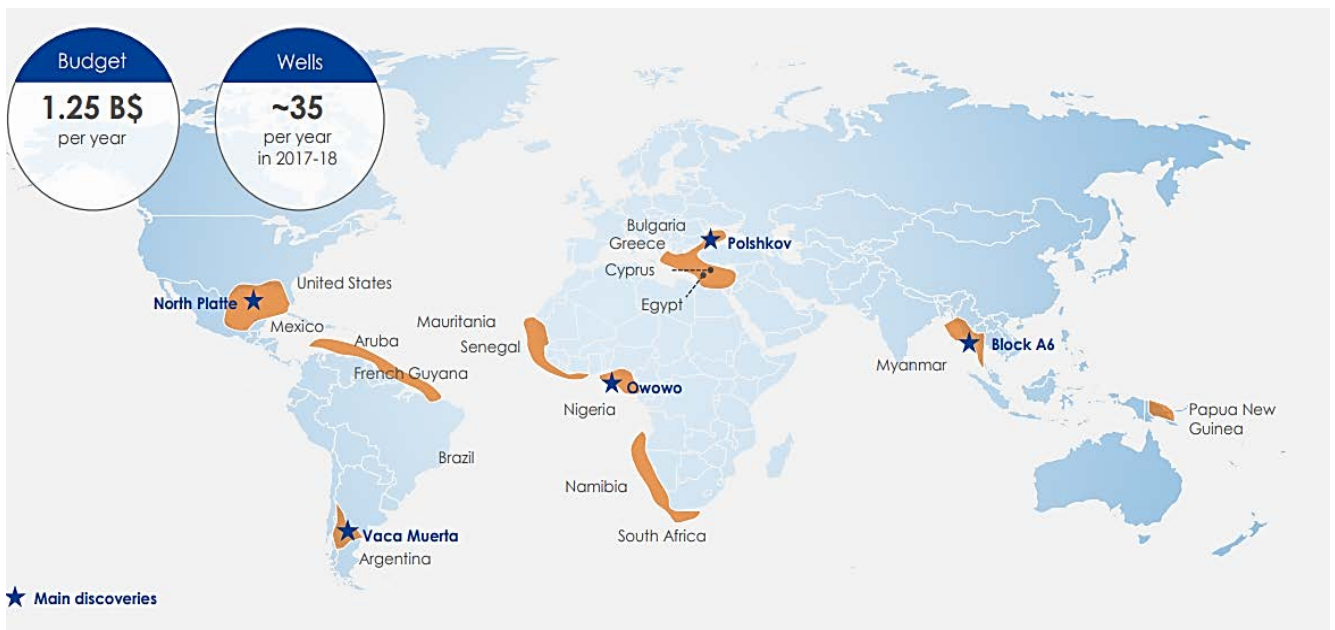 Budget
1.25 B$
per year
Wells
~35
per year
in 2017-18
Bulgaria
Greece
Polshkov
Cyprus
Egypt
United States
North Platte
Mexico
Aruba
French Guyana
Mauritania
Senegal
Owowo
Nigeria
Block A6
Myanmar
Papua New
Guinea
Brazil
Namibia
South Africa
Vaca Muerta
Argentina
Main discoveries